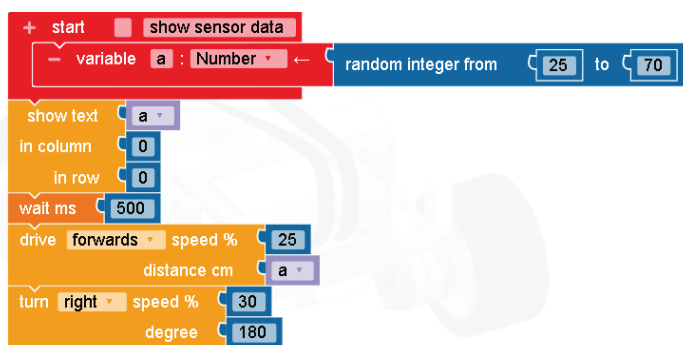 + start show sensor data
− variable a : Number ← random integer from 25 to 70
show text a
in column 0
in row 0
wait ms 500
drive forwards speed % 25
distance cm a
turn right speed % 30
degree 180